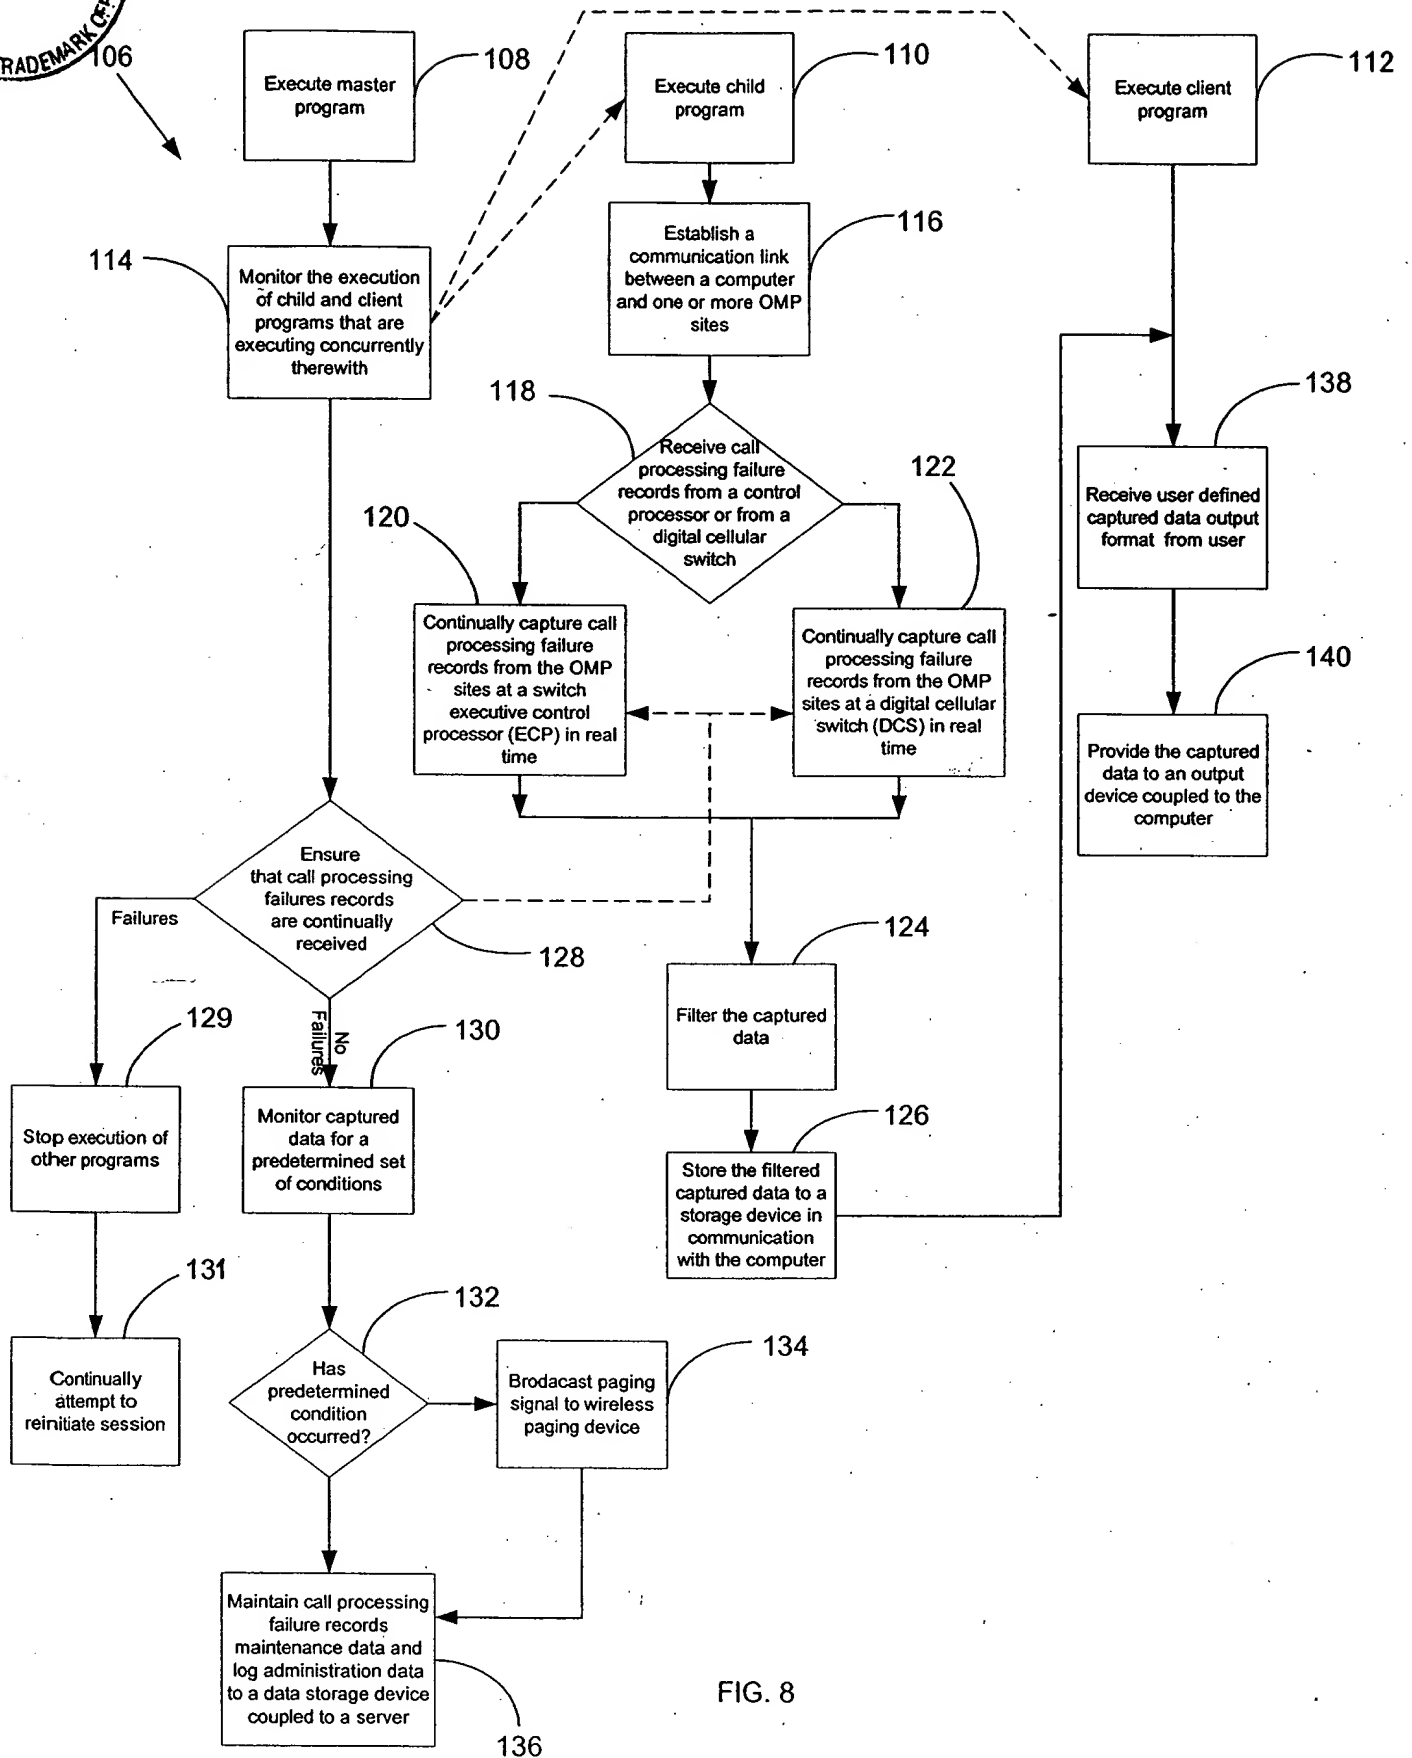 RADEMARK OF
106
Execute master
program
108
Execute child
program
110
Execute client
program
112
114
Monitor the execution
of child and client
programs that are
executing concurrently
therewith
Establish a
communication link
between a computer
and one or more OMP
sites
116
118
Receive call
processing failure
records from a control
processor or from a
digital cellular
switch
138
Receive user defined
captured data output
format from user
120
Continually capture call
processing failure
records from the OMP
sites at a switch
executive control
processor (ECP) in real
time
122
Continually capture call
processing failure
records from the OMP
sites at a digital cellular
switch (DCS) in real
time
140
Provide the captured
data to an output
device coupled to the
computer
Ensure
that call processing
failures records
are continually
received
128
Failures
No
Failures
124
Filter the captured
data
129
Stop execution of
other programs
130
Monitor captured
data for a
predetermined set
of conditions
126
Store the filtered
captured data to a
storage device in
communication
with the computer
131
Continually
attempt to
reinitiate session
132
Has
predetermined
condition
occurred?
134
Brodacast paging
signal to wireless
paging device
Maintain call processing
failure records
maintenance data and
log administration data
to a data storage device
coupled to a server
136
FIG. 8